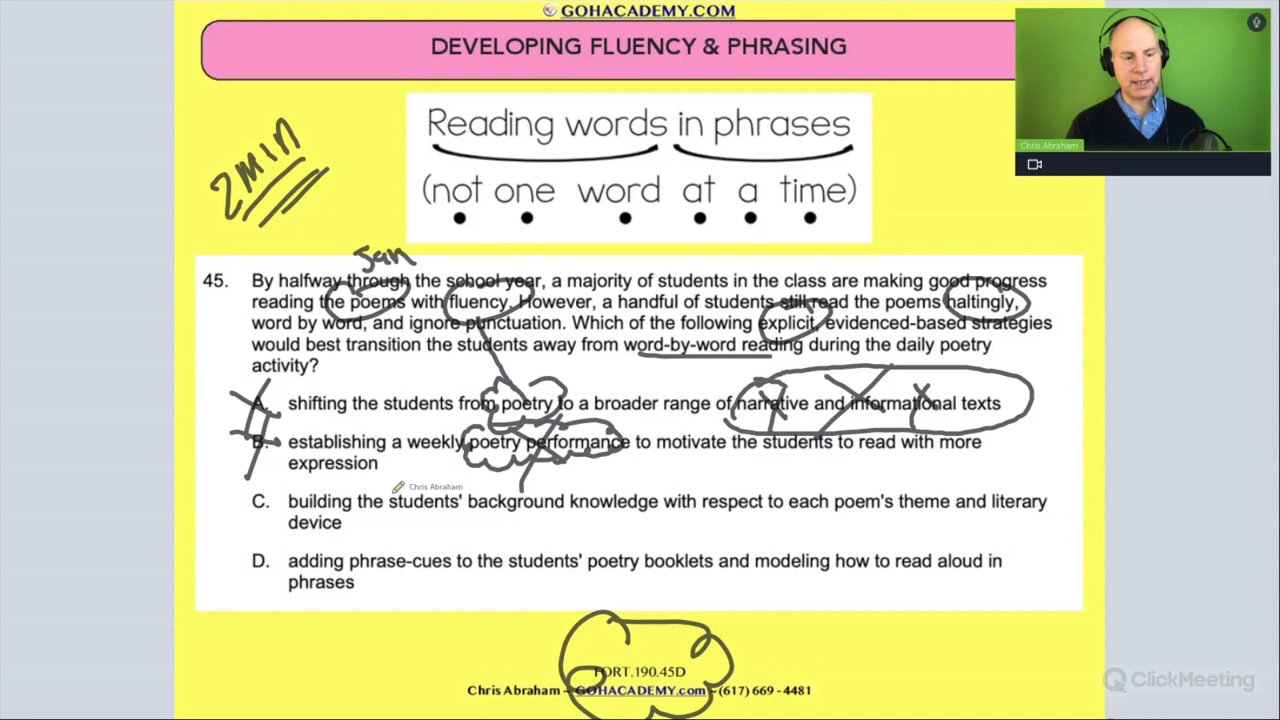 GOHACADEMY.COM
DEVELOPING FLUENCY & PHRASING
Reading words in phrases
(not one word at a time)
2 MIN
Jan
Chris Abraham
45. By halfway through the school year, a majority of students in the class are making good progress
reading the poems with fluency. However, a handful of students still read the poems haltingly,
word by word, and ignore punctuation. Which of the following explicit, evidenced-based strategies
would best transition the students away from word-by-word reading during the daily poetry
activity?
A. shifting the students from poetry to a broader range of narrative and informational texts
B. establishing a weekly poetry performance to motivate the students to read with more
expression
Chris Abraham
C. building the students' background knowledge with respect to each poem's theme and literary
device
D. adding phrase-cues to the students' poetry booklets and modeling how to read aloud in
phrases
FORT.190.45D
Chris Abraham ~ GOHACADEMY.com ~ (617) 669 - 4481
ClickMeeting